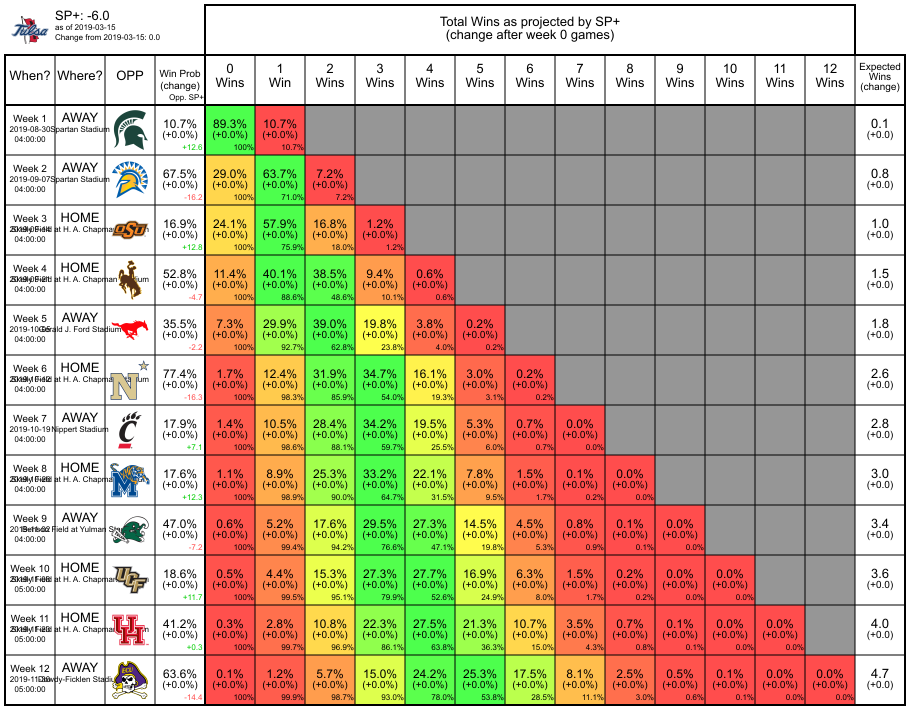 SP+: -6.0
as of 2019-03-15
Change from 2019-03-15: 0.0
Total Wins as projected by SP+
(change after week 0 games)
When? Where? OPP Win Prob (change) Opp. SP+ 0 Wins 1 Win 2 Wins 3 Wins 4 Wins 5 Wins 6 Wins 7 Wins 8 Wins 9 Wins 10 Wins 11 Wins 12 Wins Expected Wins (change)
Week 1 AWAY 10.7% 89.3% 10.7% 0.1
2019-08-30 Spartan Stadium (+0.0%) (+0.0%) (+0.0%) (+0.0)
04:00:00 +12.6 100% 10.7%
Week 2 AWAY 67.5% 29.0% 63.7% 7.2% 0.8
2019-09-07 Spartan Stadium (+0.0%) (+0.0%) (+0.0%) (+0.0%) (+0.0)
04:00:00 -16.2 100% 71.0% 7.2%
Week 3 HOME OSU 16.9% 24.1% 57.9% 16.8% 1.2% 1.0
at H. A. Chapman (+0.0%) (+0.0%) (+0.0%) (+0.0%) (+0.0%) (+0.0)
04:00:00 +12.8 100% 75.9% 18.0% 1.2%
Week 4 HOME 52.8% 11.4% 40.1% 38.5% 9.4% 0.6% 1.5
at H. A. Chapman (+0.0%) (+0.0%) (+0.0%) (+0.0%) (+0.0%) (+0.0%) (+0.0)
04:00:00 -4.7 100% 88.6% 48.6% 10.1% 0.6%
Week 5 AWAY 35.5% 7.3% 29.9% 39.0% 19.8% 3.8% 0.2% 1.8
Gerald J. Ford Stadium (+0.0%) (+0.0%) (+0.0%) (+0.0%) (+0.0%) (+0.0%) (+0.0%) (+0.0)
04:00:00 -2.2 100% 92.7% 62.8% 23.8% 4.0% 0.2%
Week 6 HOME N 77.4% 1.7% 12.4% 31.9% 34.7% 16.1% 3.0% 0.2% 2.6
at H. A. Chapman (+0.0%) (+0.0%) (+0.0%) (+0.0%) (+0.0%) (+0.0%) (+0.0%) (+0.0%) (+0.0)
04:00:00 -16.3 100% 98.3% 85.9% 54.0% 19.3% 3.1% 0.2%
Week 7 AWAY C 17.9% 1.4% 10.5% 28.4% 34.2% 19.5% 5.3% 0.7% 0.0% 2.8
2019-10-19 Nippert Stadium (+0.0%) (+0.0%) (+0.0%) (+0.0%) (+0.0%) (+0.0%) (+0.0%) (+0.0%) (+0.0%) (+0.0)
04:00:00 +7.1 100% 98.6% 88.1% 59.7% 25.5% 6.0% 0.7% 0.0%
Week 8 HOME M 17.6% 1.1% 8.9% 25.3% 33.2% 22.1% 7.8% 1.5% 0.1% 0.0% 3.0
at H. A. Chapman (+0.0%) (+0.0%) (+0.0%) (+0.0%) (+0.0%) (+0.0%) (+0.0%) (+0.0%) (+0.0%) (+0.0%) (+0.0)
04:00:00 +12.3 100% 98.9% 90.0% 64.7% 31.5% 9.5% 1.7% 0.2% 0.0%
Week 9 AWAY 47.0% 0.6% 5.2% 17.6% 29.5% 27.3% 14.5% 4.5% 0.8% 0.1% 0.0% 3.4
Field at Yulman (+0.0%) (+0.0%) (+0.0%) (+0.0%) (+0.0%) (+0.0%) (+0.0%) (+0.0%) (+0.0%) (+0.0%) (+0.0%) (+0.0)
04:00:00 -7.2 100% 99.4% 94.2% 76.6% 47.1% 19.8% 5.3% 0.9% 0.1% 0.0%
Week 10 HOME UCF 18.6% 0.5% 4.4% 15.3% 27.3% 27.7% 16.9% 6.3% 1.5% 0.2% 0.0% 0.0% 3.6
at H. A. Chapman (+0.0%) (+0.0%) (+0.0%) (+0.0%) (+0.0%) (+0.0%) (+0.0%) (+0.0%) (+0.0%) (+0.0%) (+0.0%) (+0.0%) (+0.0)
05:00:00 +11.7 100% 99.5% 95.1% 79.9% 52.6% 24.9% 8.0% 1.7% 0.2% 0.0% 0.0%
Week 11 HOME UH 41.2% 0.3% 2.8% 10.8% 22.3% 27.5% 21.3% 10.7% 3.5% 0.7% 0.1% 0.0% 0.0% 4.0
at H. A. Chapman (+0.0%) (+0.0%) (+0.0%) (+0.0%) (+0.0%) (+0.0%) (+0.0%) (+0.0%) (+0.0%) (+0.0%) (+0.0%) (+0.0%) (+0.0%) (+0.0)
05:00:00 +0.3 100% 99.7% 96.9% 86.1% 63.8% 36.3% 15.0% 4.3% 0.8% 0.1% 0.0% 0.0%
Week 12 AWAY ECU 63.6% 0.1% 1.2% 5.7% 15.0% 24.2% 25.3% 17.5% 8.1% 2.5% 0.6% 0.0% 0.0% 0.0% 4.7
(+0.0%) (+0.0%) (+0.0%) (+0.0%) (+0.0%) (+0.0%) (+0.0%) (+0.0%) (+0.0%) (+0.0%) (+0.0%) (+0.0%) (+0.0%) (+0.0%) (+0.0)
05:00:00 -14.4 100% 99.9% 98.7% 93.0% 78.0% 53.8% 28.5% 11.1% 3.0% 0.6% 0.1% 0.0% 0.0%